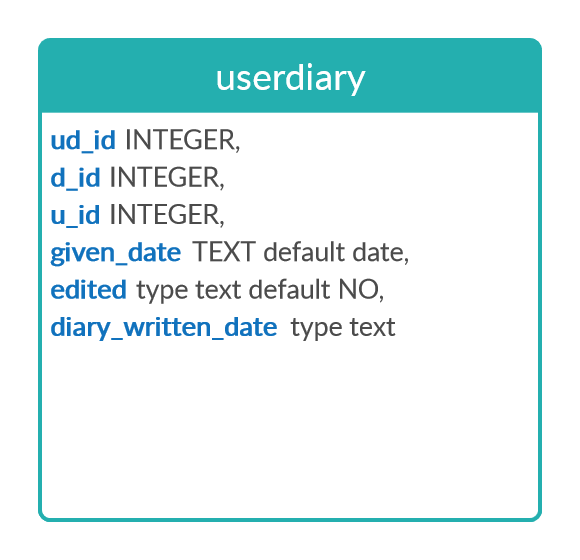 userdiary
ud_id INTEGER,
d_id INTEGER,
u_id INTEGER,
given_date TEXT default date,
edited type text default NO,
diary_written_date type text